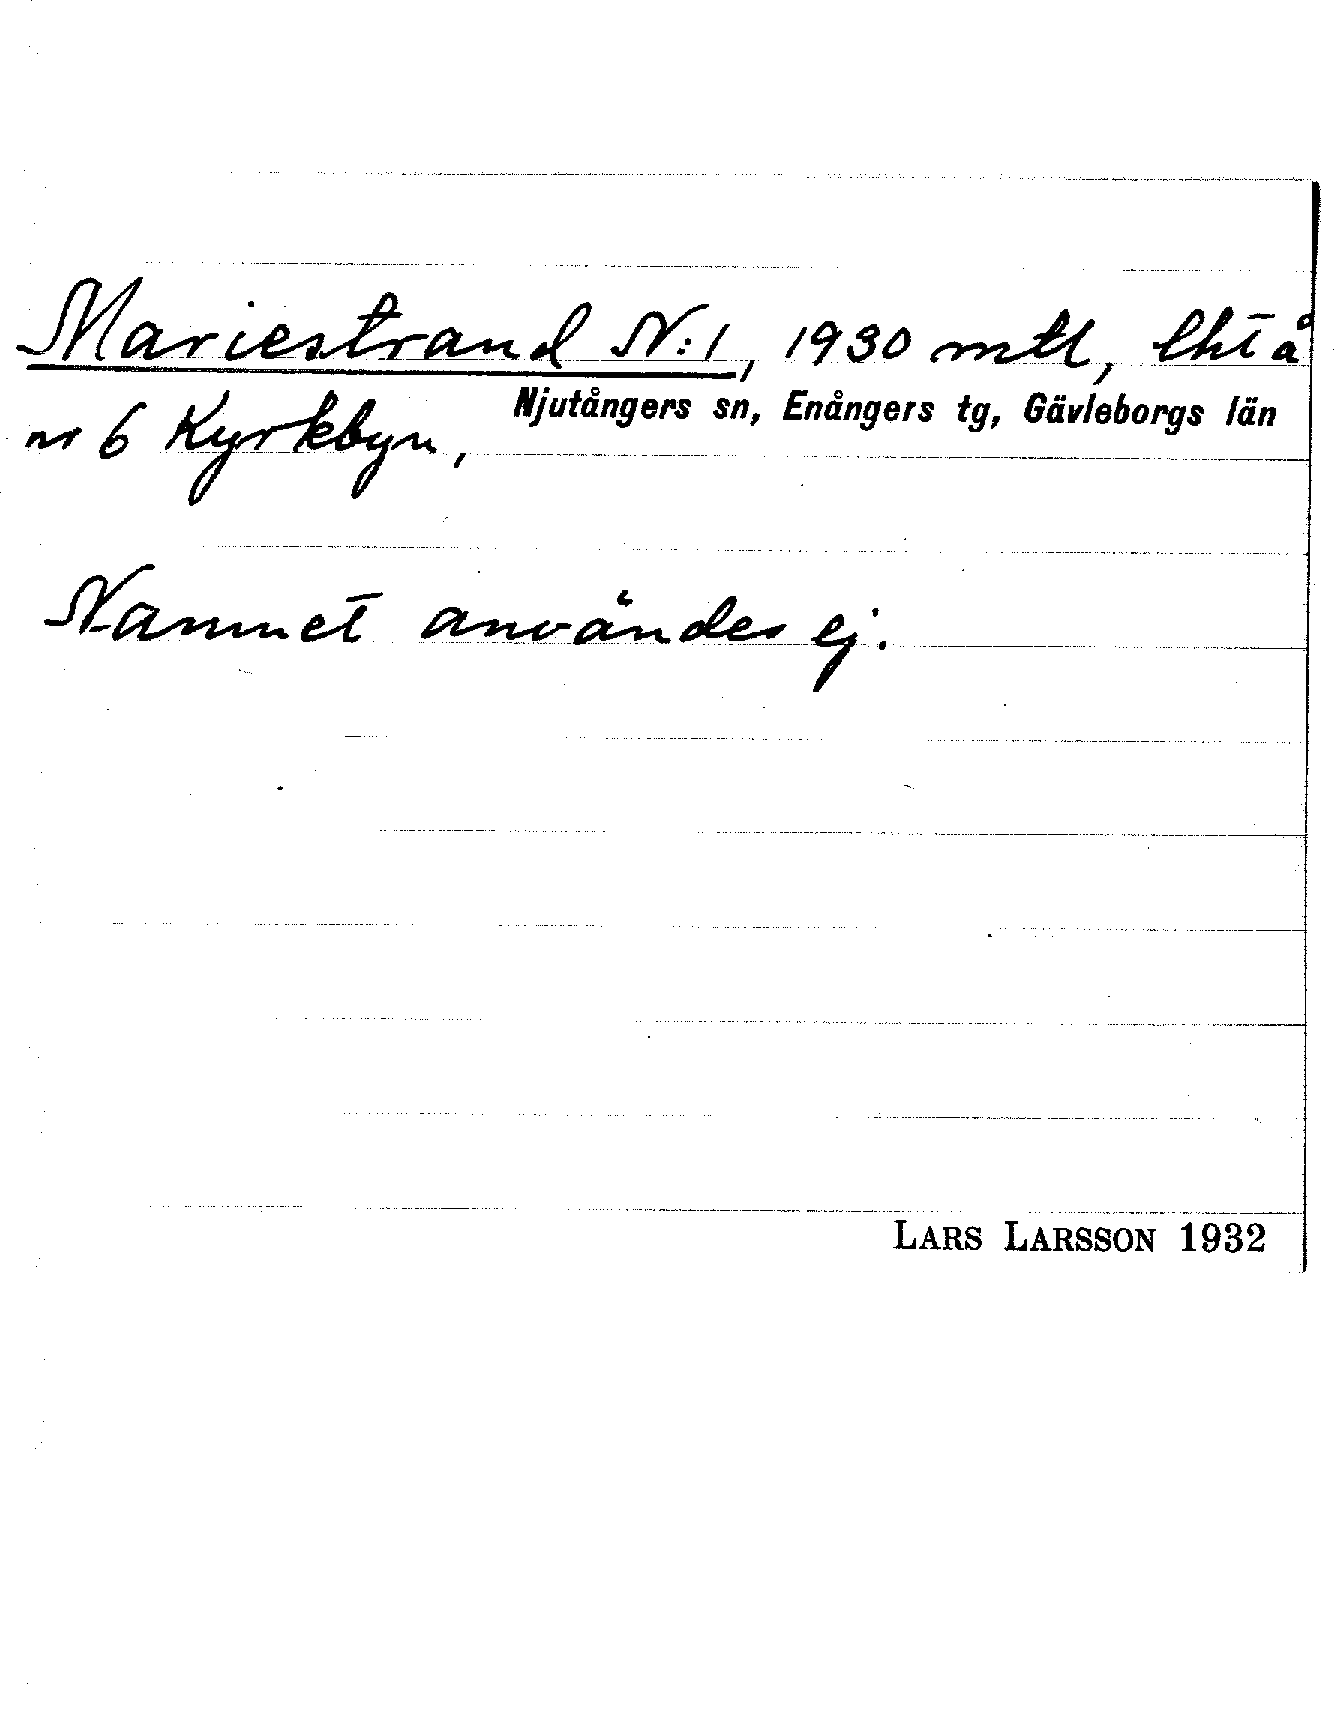 Mariestrand N:1, 1930 mtl, lht å
nr 6 Kyrkbyn, Njutångers sn, Enångers tg, Gävleborgs län
Namnet användes ej.
LARS LARSSON 1932